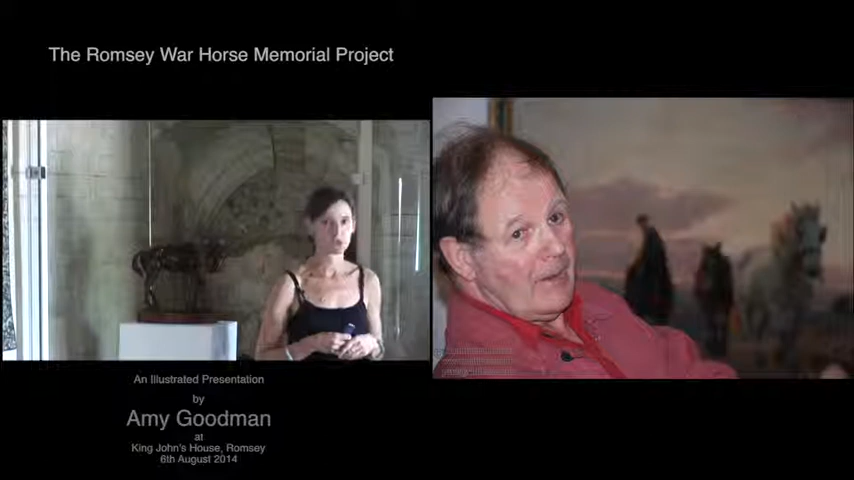 The Romsey War Horse Memorial Project
An Illustrated Presentation
by
Amy Goodman
at
King John's House, Romsey
6th August 2014